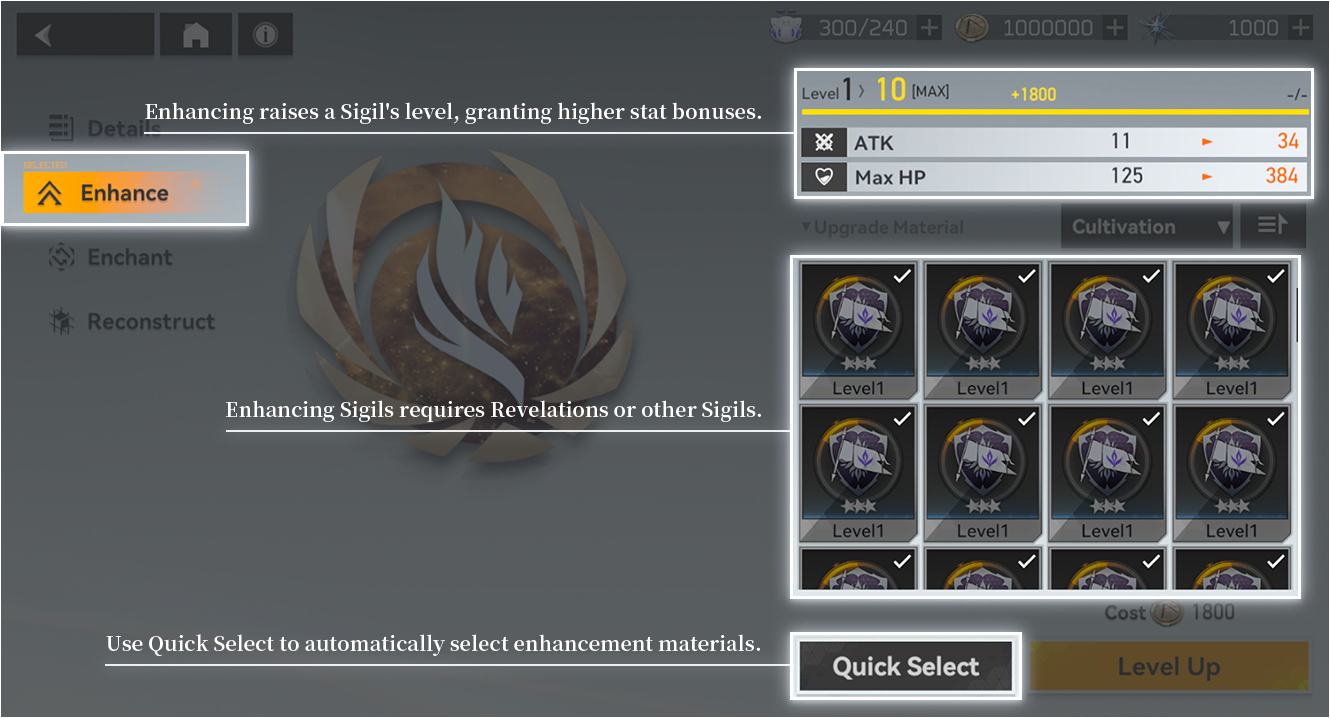 300/240
1000000
1000
Level 1 > 10 [MAX] +1800 -/-
Enhancing raises a Sigil's level, granting higher stat bonuses.
Details
ATK 11 34
SELECTED
Enhance
Max HP 125 384
Upgrade Material
Cultivation
Enchant
Reconstruct
Level1 Level1 Level1 Level1
Enhancing Sigils requires Revelations or other Sigils.
Level1 Level1 Level1 Level1
Cost 1800
Use Quick Select to automatically select enhancement materials.
Quick Select
Level Up